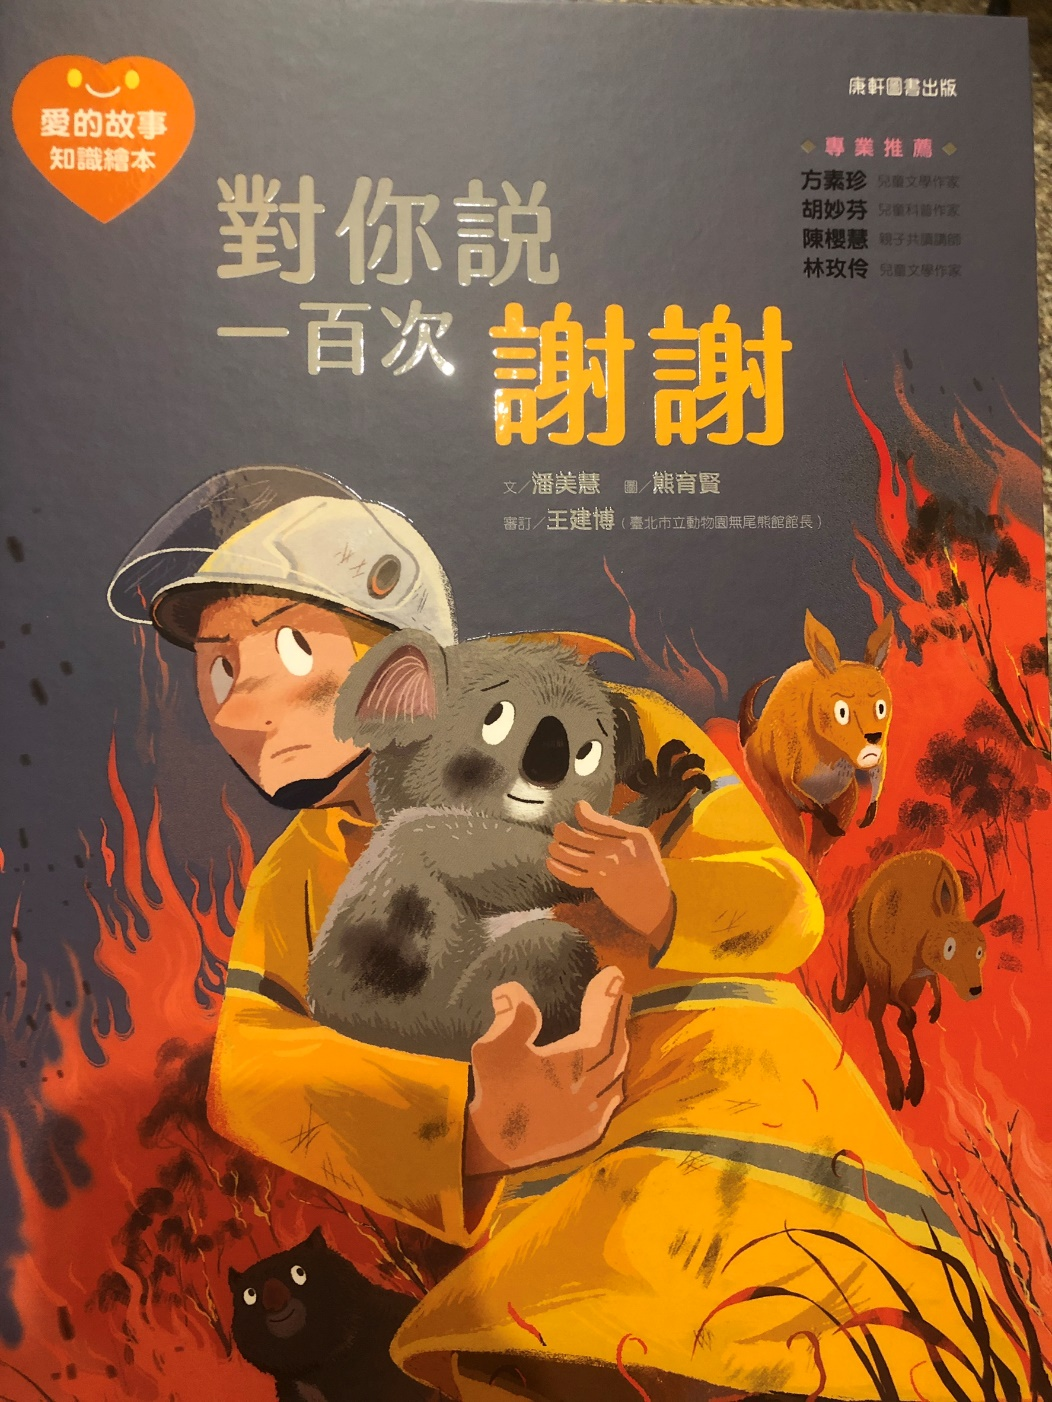 愛的故事
知識繪本
康軒圖書出版
專業推薦
方素珍 兒童文學作家
胡妙芬 兒童科普作家
陳櫻慧 親子共讀講師
林玫伶 兒童文學作家
對你說
一百次 謝謝
文／潘美慧 圖／熊育賢
審訂／王建博（臺北市立動物園無尾熊館館長）